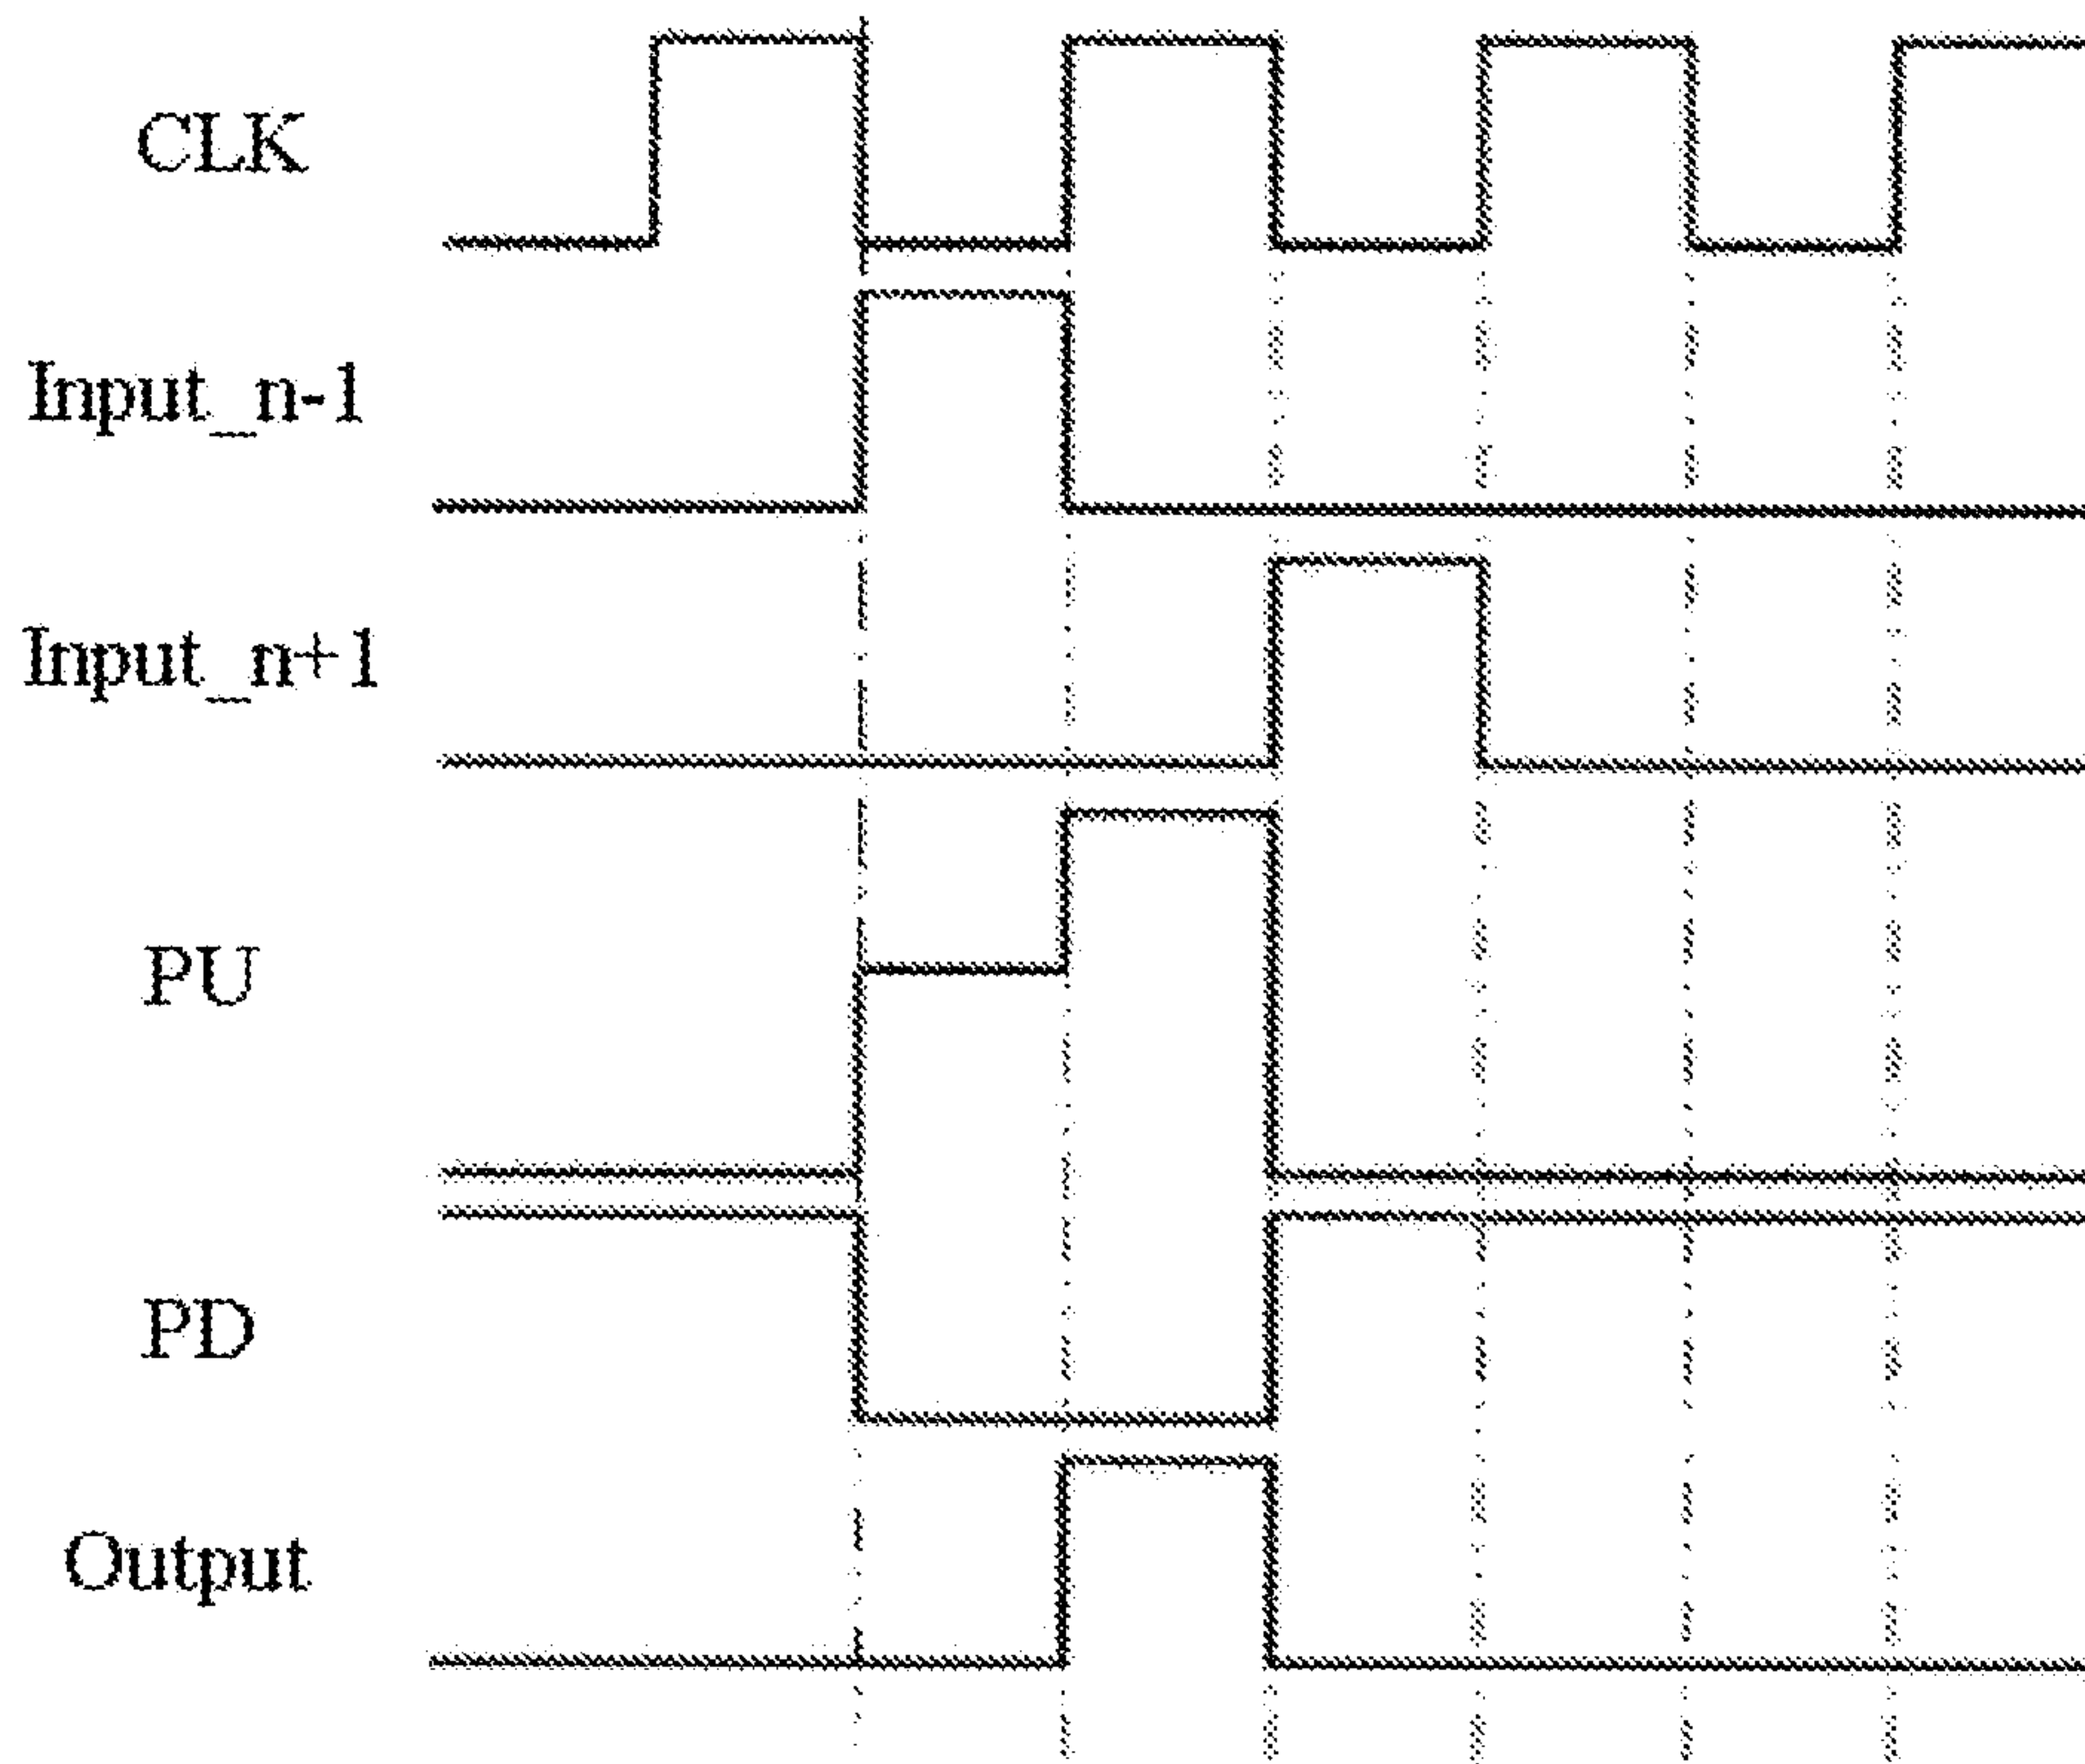 CLK
Input_n-1
Input_n+1
PU
PD
Output